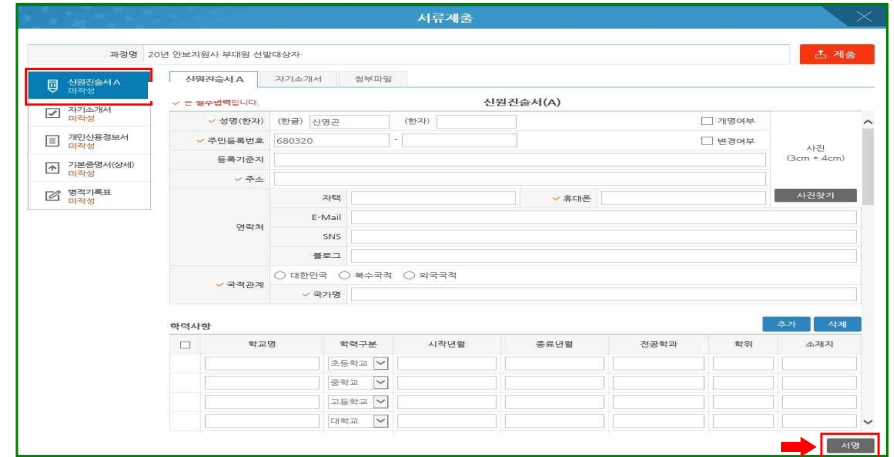 서류제출
과정명 20년 안보지원사 부대원 선발대상자
제출
신원진술서 A
미작성
자기소개서
미작성
개인신용정보서
미작성
기본증명서(상세)
미작성
병적기록표
미작성
신원진술서 A 자기소개서 첨부파일
는 필수입력입니다.
신원진술서(A)
성명(한자) (한글) 신명곤 (한자) 개명여부
주민등록번호 680320 - 변경여부
등록기준지
주소
사진
(3cm * 4cm)
사진찾기
연락처
자택 휴대폰
E-Mail
SNS
블로그
국적관계
대한민국 복수국적 외국국적
국가명
학력사항 추가 삭제
학교명 학력구분 시작년월 종료년월 전공학과 학위 소재지
초등학교
중학교
고등학교
대학교
서명